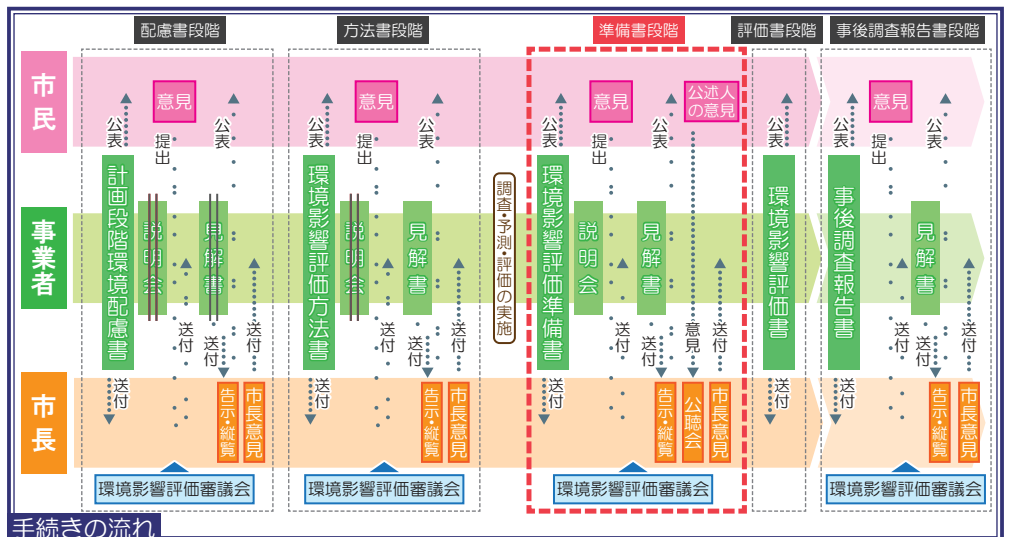 配慮書段階
方法書段階
準備書段階
評価書段階
事後調査報告書段階
市民
事業者
市長
公表
意見
提出
公表
計画段階環境配慮書
説明会
見解書
送付
送付
送付
送付
告示・縦覧
市長意見
環境影響評価審議会
公表
意見
提出
公表
環境影響評価方法書
説明会
見解書
送付
送付
送付
送付
告示・縦覧
市長意見
環境影響評価審議会
調査・予測・評価の実施
公表
意見
提出
公表
公述人
の意見
環境影響評価準備書
説明会
見解書
送付
送付
送付
意見
送付
告示・縦覧
公聴会
市長意見
環境影響評価審議会
公表
環境影響評価書
送付
公表
意見
提出
公表
事後調査報告書
見解書
送付
送付
送付
送付
告示・縦覧
市長意見
環境影響評価審議会
手続きの流れ